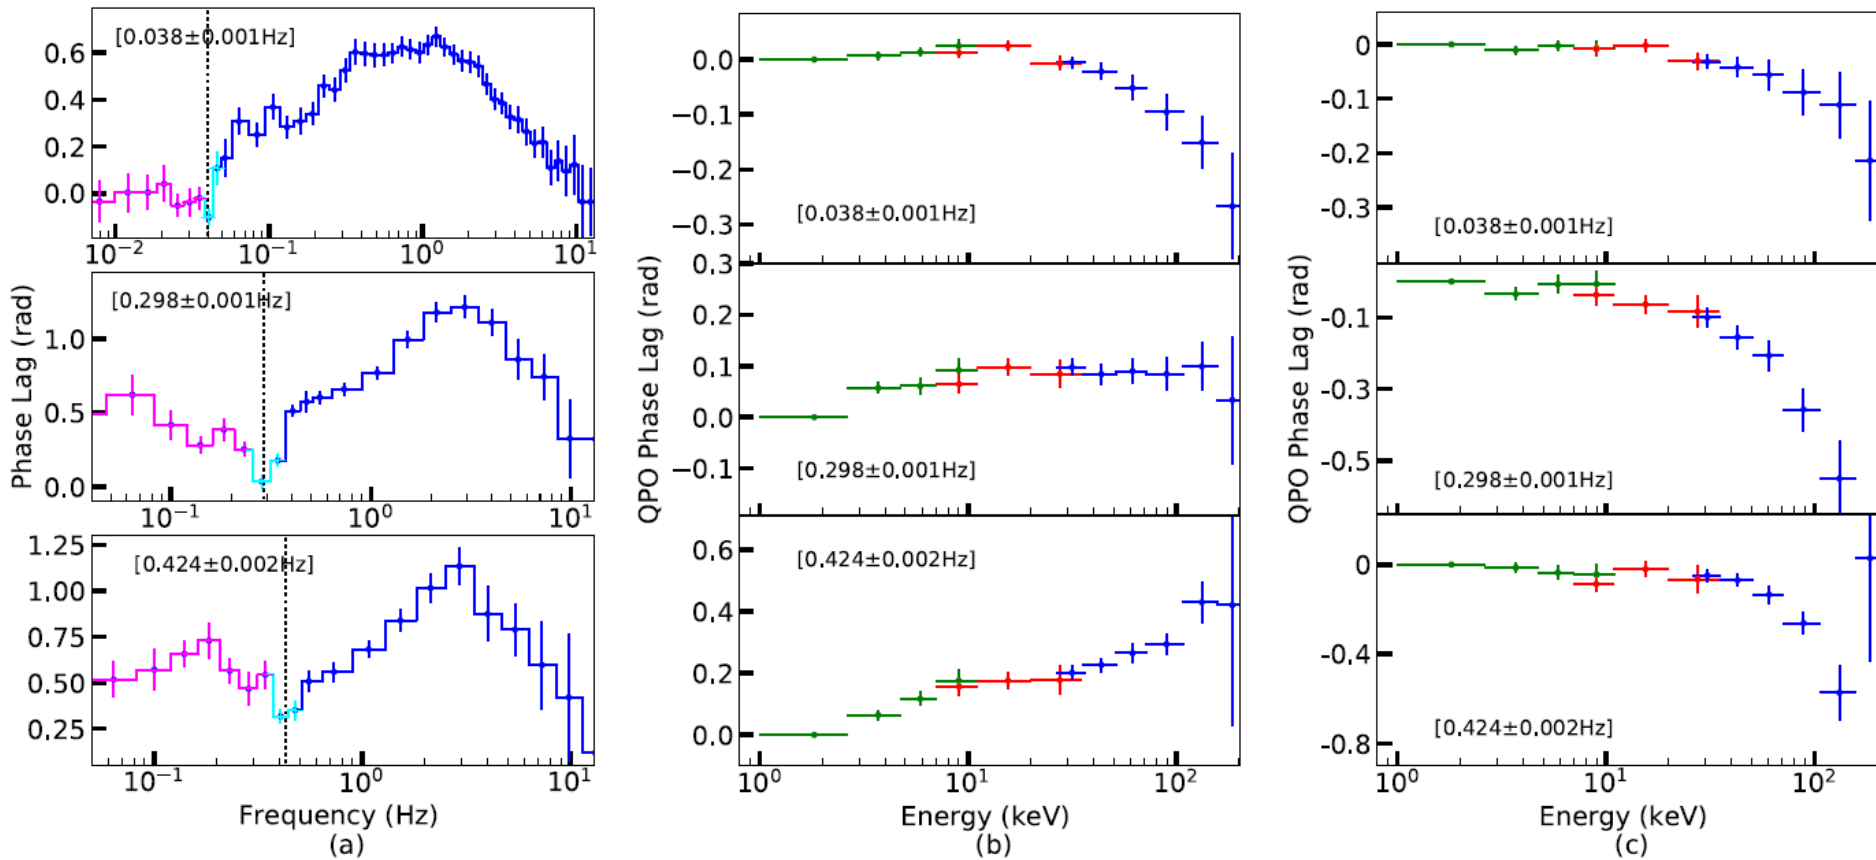 Phase Lag (rad)
[0.038±0.001Hz]
0.6
0.4
0.2
0.0
10⁻² 10⁻¹ 10⁰ 10¹
[0.298±0.001Hz]
1.0
0.5
0.0
10⁻¹ 10⁰ 10¹
[0.424±0.002Hz]
1.25
1.00
0.75
0.50
0.25
10⁻¹ 10⁰ 10¹
Frequency (Hz)
(a)
QPO Phase Lag (rad)
0.0
−0.1
−0.2
−0.3
[0.038±0.001Hz]
0.3
0.2
0.1
0.0
−0.1
[0.298±0.001Hz]
[0.424±0.002Hz]
0.6
0.4
0.2
0.0
10⁰ 10¹ 10²
Energy (keV)
(b)
QPO Phase Lag (rad)
0
-0.1
-0.2
-0.3
[0.038±0.001Hz]
-0.1
-0.3
-0.5
[0.298±0.001Hz]
0
-0.4
-0.8
[0.424±0.002Hz]
10⁰ 10¹ 10²
Energy (keV)
(c)